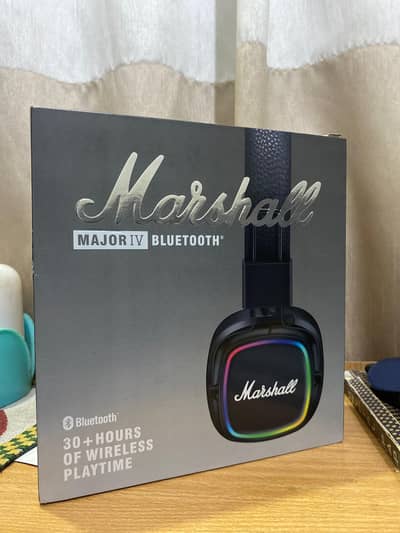 Marshall
MAJOR IV BLUETOOTH®
Marshall
Bluetooth®
30+HOURS
OF WIRELESS
PLAYTIME